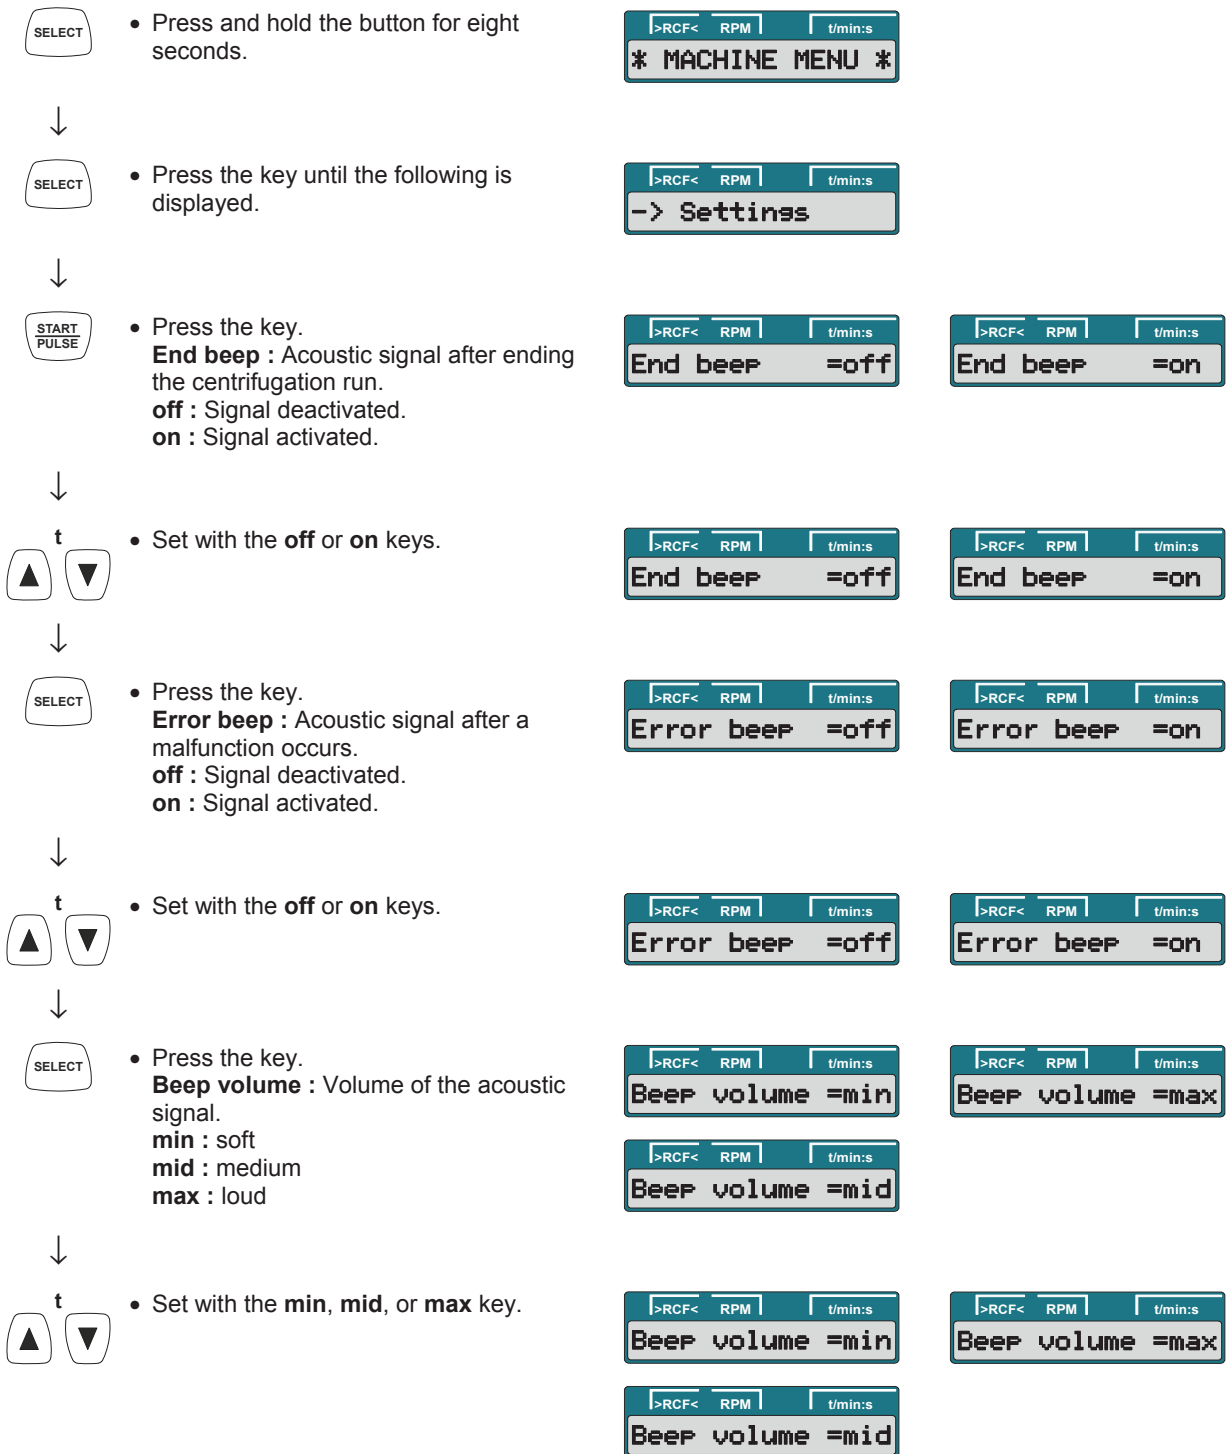 SELECT
• Press and hold the button for eight
seconds.
>RCF< RPM t/min:s
* MACHINE MENU *
↓
SELECT
• Press the key until the following is
displayed.
>RCF< RPM t/min:s
-> Settings
↓
START
PULSE
• Press the key.
End beep : Acoustic signal after ending
the centrifugation run.
off : Signal deactivated.
on : Signal activated.
>RCF< RPM t/min:s
End beep =off
>RCF< RPM t/min:s
End beep =on
↓
t
• Set with the off or on keys.
>RCF< RPM t/min:s
End beep =off
>RCF< RPM t/min:s
End beep =on
↓
SELECT
• Press the key.
Error beep : Acoustic signal after a
malfunction occurs.
off : Signal deactivated.
on : Signal activated.
>RCF< RPM t/min:s
Error beep =off
>RCF< RPM t/min:s
Error beep =on
↓
t
• Set with the off or on keys.
>RCF< RPM t/min:s
Error beep =off
>RCF< RPM t/min:s
Error beep =on
↓
SELECT
• Press the key.
Beep volume : Volume of the acoustic
signal.
min : soft
mid : medium
max : loud
>RCF< RPM t/min:s
Beep volume =min
>RCF< RPM t/min:s
Beep volume =max
>RCF< RPM t/min:s
Beep volume =mid
↓
t
• Set with the min, mid, or max key.
>RCF< RPM t/min:s
Beep volume =min
>RCF< RPM t/min:s
Beep volume =max
>RCF< RPM t/min:s
Beep volume =mid